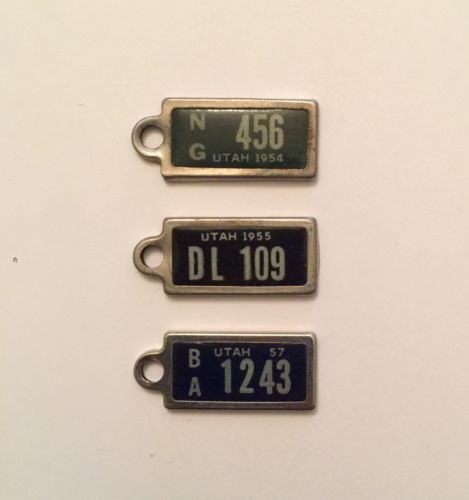 N G 456
UTAH 1954
UTAH 1955
DL 109
UTAH 57
B A 1243